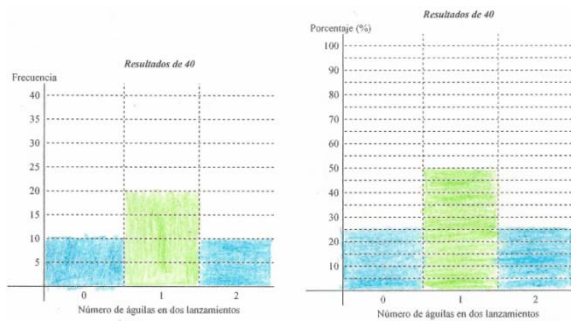 Resultados de 40
Frecuencia
40
35
30
25
20
15
10
5
0 1 2
Número de águilas en dos lanzamientos
Resultados de 40
Porcentaje (%)
100
90
80
70
60
50
40
30
20
10
0 1 2
Número de águilas en dos lanzamientos